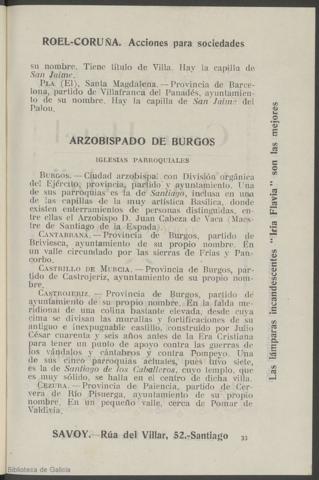 ROEL-CORUÑA. Acciones para sociedades
su nombre. Tiene título de Villa. Hay la capilla de
San Jaime.
PLA (El), Santa Magdalena.—Provincia de Barce-
lona, partido de Villafranca del Panadés, ayuntamien-
to de su nombre. Hay la capilla de San Jaime del
Palou.
ARZOBISPADO DE BURGOS
IGLESIAS PARROQUIALES
BURGOS.—Ciudad arzobispal con División orgánica
del Ejército, provincia, partido y ayuntamiento. Una
de sus parroquias es la de Santiago, inclusa en una
de las capillas de la muy artística Basílica, donde
existen enterramientos de personas distinguidas, en-
tre ellas el Arzobispo D. Juan Cabeza de Vaca (Maes-
tre de Santiago de la Espada).
CANTABRANA.—Provincia de Burgos, partido de
Briviesca, ayuntamiento de su propio nombre. En
un valle circundado por las sierras de Frías y Pan-
corbo.
CASTRILLO DE MURCIA.—Provincia de Burgos, par-
tido de Castrojeriz, ayuntamiento de su propio nom-
bre.
CASTROJERIZ.—Provincia de Burgos, partido de
ayuntamiento de su propio nombre. En la falda me-
ridional de una colina bastante elevada, desde cuya
cima se divisan las murallas y fortificaciones de su
antiguo e inexpugnable castillo, construído por Julio
César cuarenta y seis años antes de la Era Cristiana
para tener un punto de apoyo contra las guerras de
los vándalos y cántabros y contra Pompeyo. Una
de sus cinco parroquias actuales, pues tuvo siete,
es la de Santiago de los Caballeros, cuyo templo, que
es muy sólido, se halla en el centro de dicha villa.
CEZURA.—Provincia de Palencia, partido de Cer-
vera de Río Pisuerga, ayuntamiento de su propio
nombre. En un pequeño valle, cerca de Pomar de
Valdivia.
SAVOY.—Rúa del Villar, 52.-Santiago
33
Las lámparas incandescentes "Iria Flavia" son las mejores
Biblioteca de Galicia